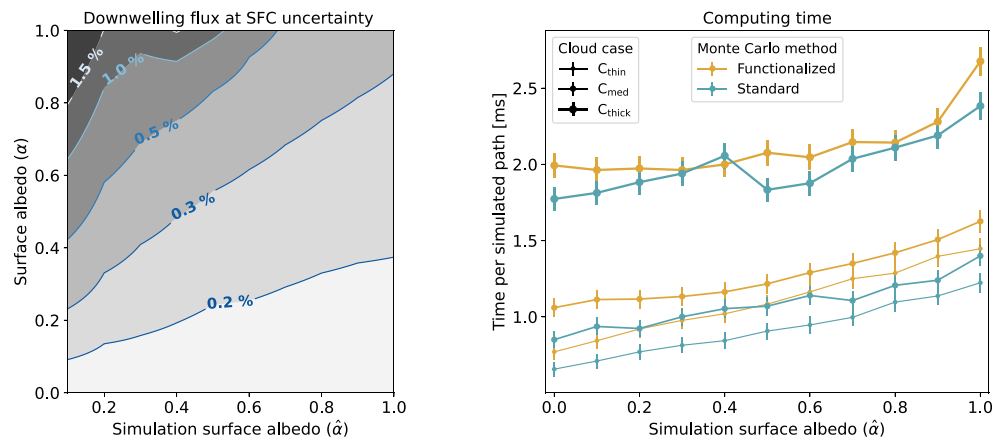 Downwelling flux at SFC uncertainty
1.5 %
1.0 %
0.5 %
0.3 %
0.2 %
1.0
0.8
0.6
0.4
0.2
0.0
Surface albedo (α)
0.2
0.4
0.6
0.8
1.0
Simulation surface albedo (α̂)
Computing time
Cloud case
C_thin
C_med
C_thick
Monte Carlo method
Functionalized
Standard
2.5
2.0
1.5
1.0
Time per simulated path [ms]
0.0
0.2
0.4
0.6
0.8
1.0
Simulation surface albedo (α̂)